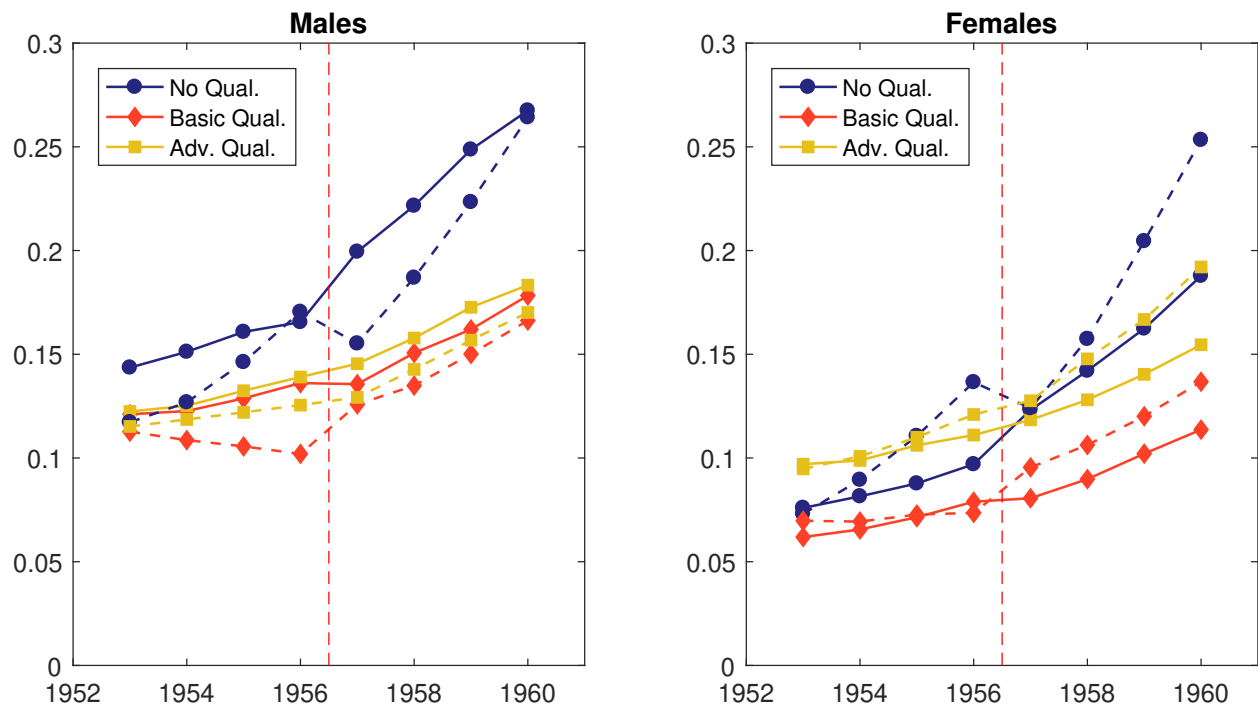 Males
0.3
0.25
0.2
0.15
0.1
0.05
0
1952 1954 1956 1958 1960
No Qual.
Basic Qual.
Adv. Qual.
Females
0.3
0.25
0.2
0.15
0.1
0.05
0
1952 1954 1956 1958 1960
No Qual.
Basic Qual.
Adv. Qual.